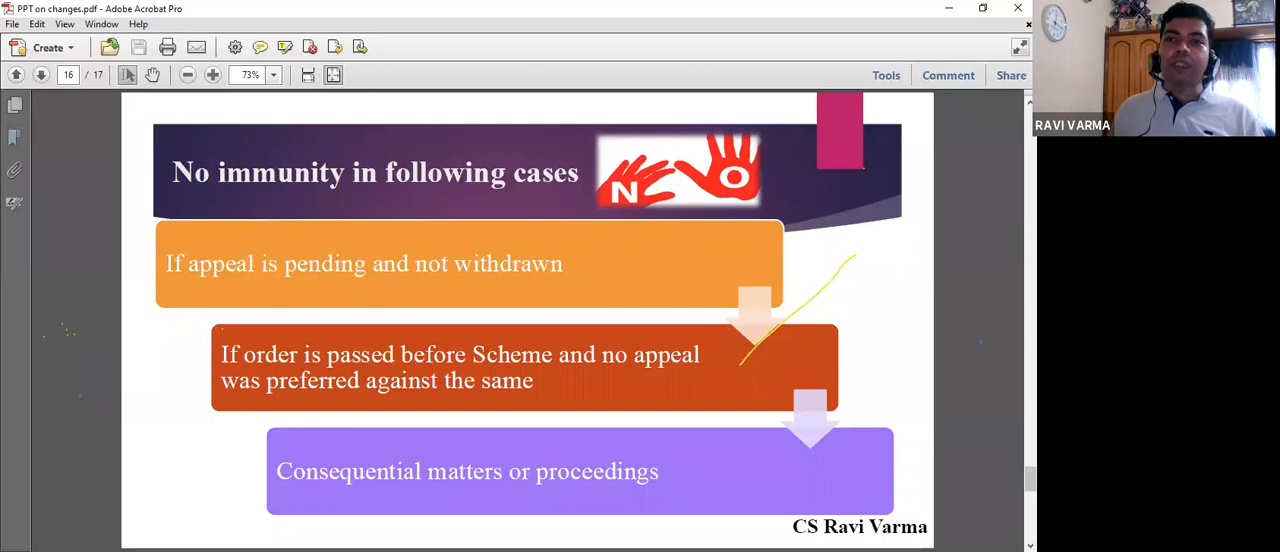 PPT on changes.pdf - Adobe Acrobat Pro
File Edit View Window Help
Create
16 / 17 73% Tools Comment Share
RAVI VARMA
No immunity in following cases
N O
If appeal is pending and not withdrawn
If order is passed before Scheme and no appeal
was preferred against the same
Consequential matters or proceedings
CS Ravi Varma